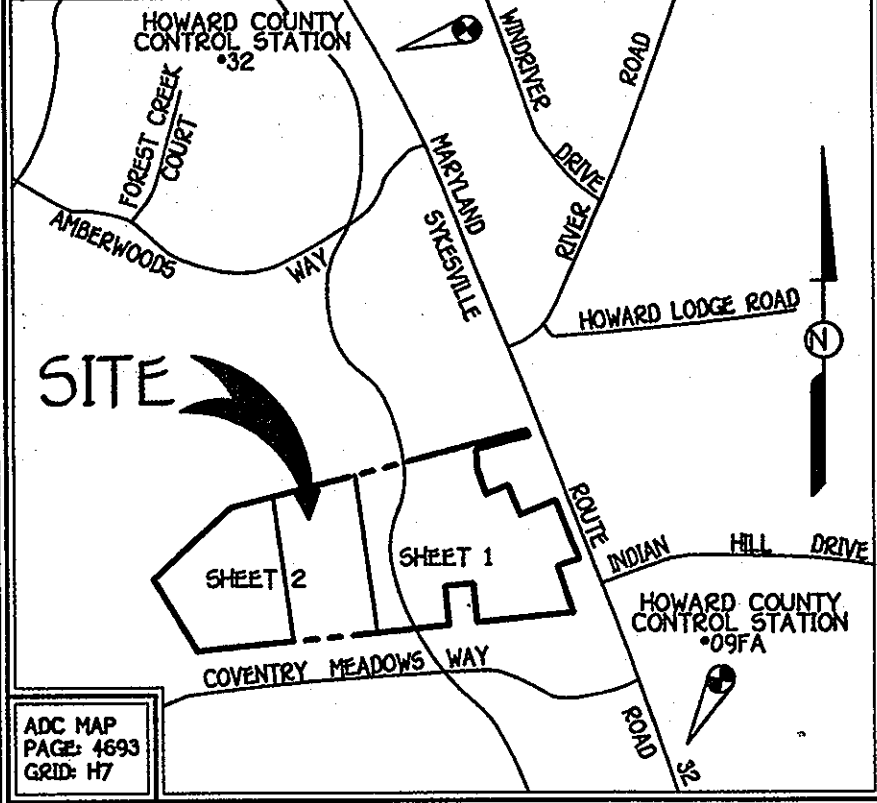 HOWARD COUNTY
CONTROL STATION
•32
FOREST CREEK
COURT
AMBERWOODS
WAY
WINDRIVER
DRIVE
RIVER
ROAD
MARYLAND
SYKESVILLE
HOWARD LODGE ROAD
N
SITE
ROUTE
SHEET 1
SHEET 2
INDIAN HILL DRIVE
HOWARD COUNTY
CONTROL STATION
•09FA
COVENTRY MEADOWS WAY
ROAD
32
ADC MAP
PAGE: 4693
GRID: H7